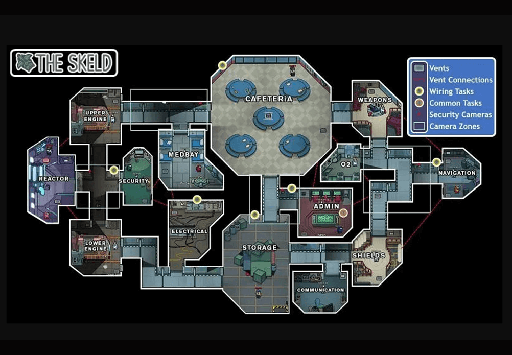 THE SKELD
Vents
Vent Connections
Wiring Tasks
Common Tasks
Security Cameras
Camera Zones
CAFETERIA
WEAPONS
UPPER
ENGINE
MEDBAY
O2
REACTOR
SECURITY
NAVIGATION
ADMIN
ELECTRICAL
LOWER
ENGINE
STORAGE
SHIELDS
COMMUNICATION